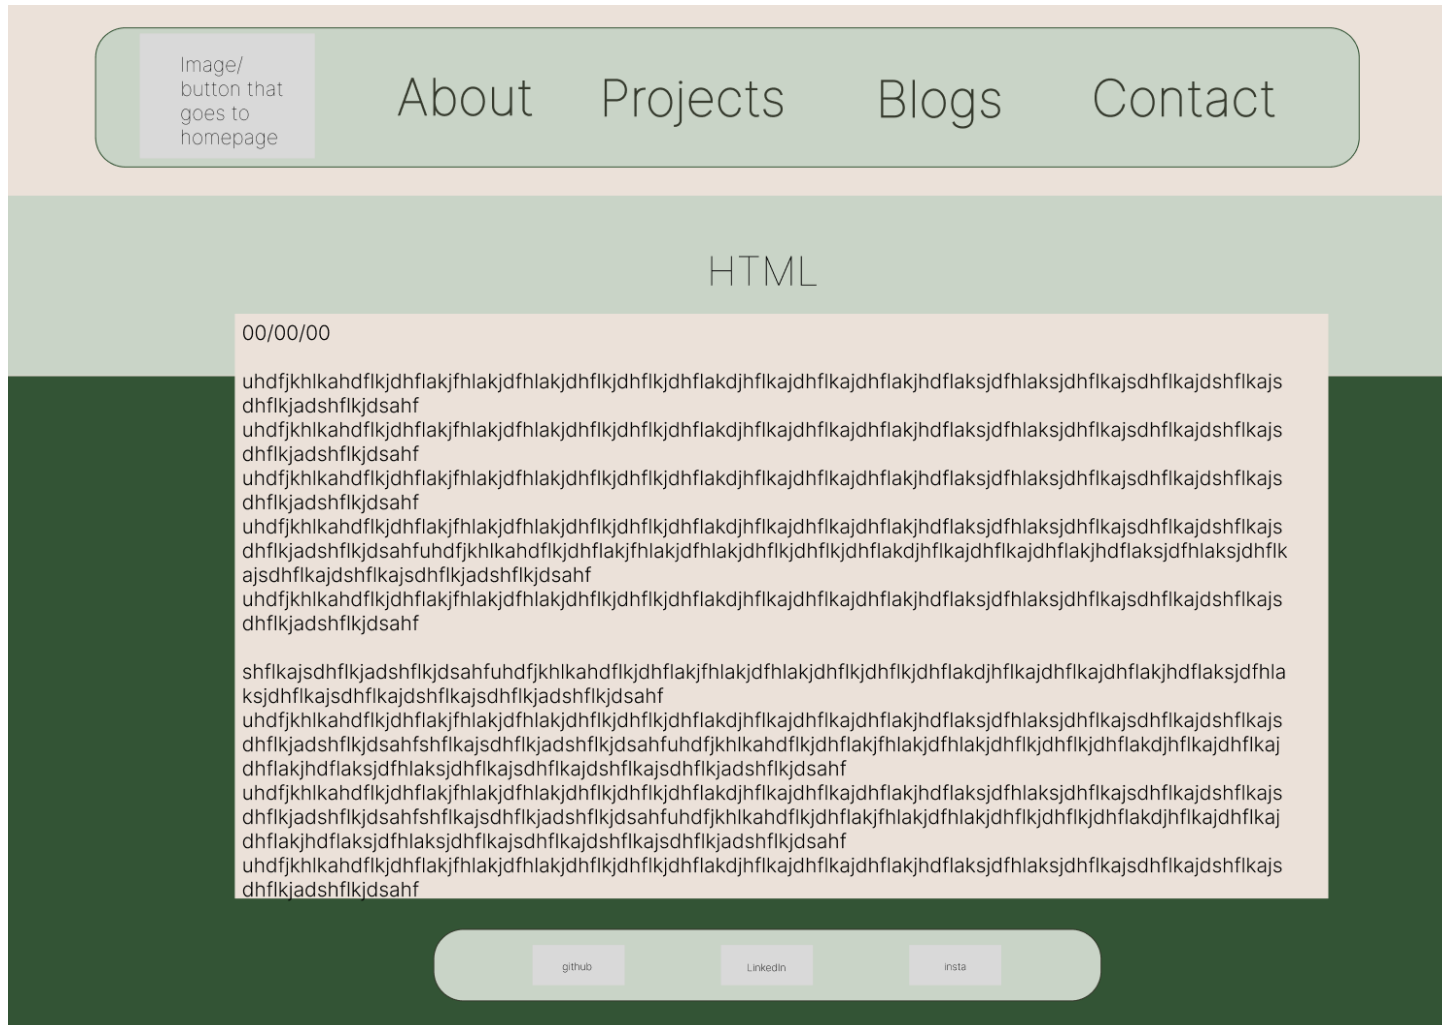 Image/
button that
goes to
homepage
About Projects Blogs Contact
HTML
00/00/00
uhdfjkhlkahdflkjdhflakjfhlakjdfhlakjdhflkjdhflkjdhflakdjhflkajdhflkajdhflakjhdflaksjdfhlaksjdhflkajsdhflkajdshflkajs
dhflkjadshflkjdsahf
uhdfjkhlkahdflkjdhflakjfhlakjdfhlakjdhflkjdhflkjdhflakdjhflkajdhflkajdhflakjhdflaksjdfhlaksjdhflkajsdhflkajdshflkajs
dhflkjadshflkjdsahf
uhdfjkhlkahdflkjdhflakjfhlakjdfhlakjdhflkjdhflkjdhflakdjhflkajdhflkajdhflakjhdflaksjdfhlaksjdhflkajsdhflkajdshflkajs
dhflkjadshflkjdsahf
uhdfjkhlkahdflkjdhflakjfhlakjdfhlakjdhflkjdhflkjdhflakdjhflkajdhflkajdhflakjhdflaksjdfhlaksjdhflkajsdhflkajdshflkajs
dhflkjadshflkjdsahfuhdfjkhlkahdflkjdhflakjfhlakjdfhlakjdhflkjdhflkjdhflakdjhflkajdhflkajdhflakjhdflaksjdfhlaksjdhflk
ajsdhflkajdshflkajsdhflkjadshflkjdsahf
uhdfjkhlkahdflkjdhflakjfhlakjdfhlakjdhflkjdhflkjdhflakdjhflkajdhflkajdhflakjhdflaksjdfhlaksjdhflkajsdhflkajdshflkajs
dhflkjadshflkjdsahf
shflkajsdhflkjadshflkjdsahfuhdfjkhlkahdflkjdhflakjfhlakjdfhlakjdhflkjdhflkjdhflakdjhflkajdhflkajdhflakjhdflaksjdfhla
ksjdhflkajsdhflkajdshflkajsdhflkjadshflkjdsahf
uhdfjkhlkahdflkjdhflakjfhlakjdfhlakjdhflkjdhflkjdhflakdjhflkajdhflkajdhflakjhdflaksjdfhlaksjdhflkajsdhflkajdshflkajs
dhflkjadshflkjdsahfshflkajsdhflkjadshflkjdsahfuhdfjkhlkahdflkjdhflakjfhlakjdfhlakjdhflkjdhflkjdhflakdjhflkajdhflkaj
dhflakjhdflaksjdfhlaksjdhflkajsdhflkajdshflkajsdhflkjadshflkjdsahf
uhdfjkhlkahdflkjdhflakjfhlakjdfhlakjdhflkjdhflkjdhflakdjhflkajdhflkajdhflakjhdflaksjdfhlaksjdhflkajsdhflkajdshflkajs
dhflkjadshflkjdsahfshflkajsdhflkjadshflkjdsahfuhdfjkhlkahdflkjdhflakjfhlakjdfhlakjdhflkjdhflkjdhflakdjhflkajdhflkaj
dhflakjhdflaksjdfhlaksjdhflkajsdhflkajdshflkajsdhflkjadshflkjdsahf
uhdfjkhlkahdflkjdhflakjfhlakjdfhlakjdhflkjdhflkjdhflakdjhflkajdhflkajdhflakjhdflaksjdfhlaksjdhflkajsdhflkajdshflkajs
dhflkjadshflkjdsahf
github LinkedIn insta